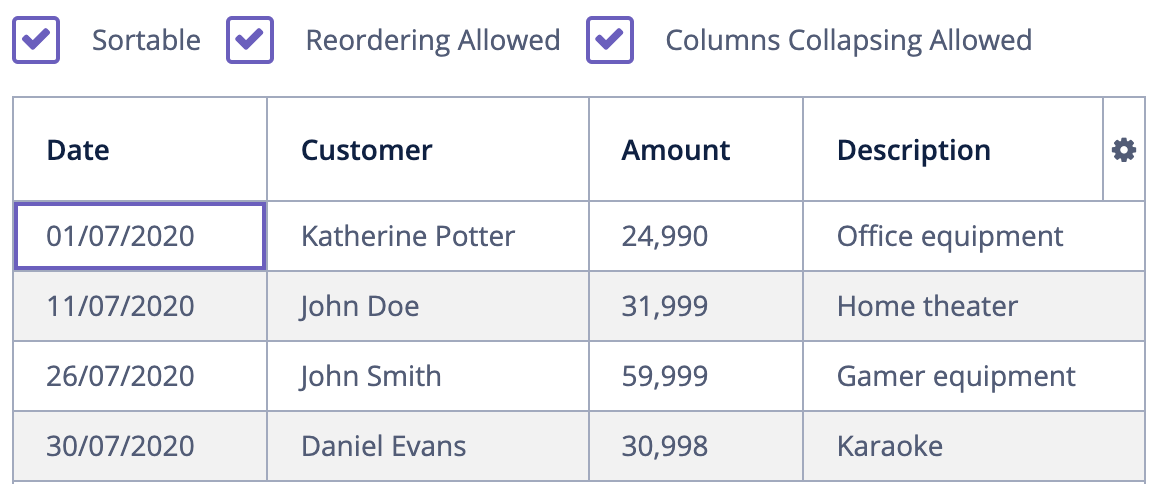 Sortable Reordering Allowed Columns Collapsing Allowed
Date Customer Amount Description
01/07/2020 Katherine Potter 24,990 Office equipment
11/07/2020 John Doe 31,999 Home theater
26/07/2020 John Smith 59,999 Gamer equipment
30/07/2020 Daniel Evans 30,998 Karaoke